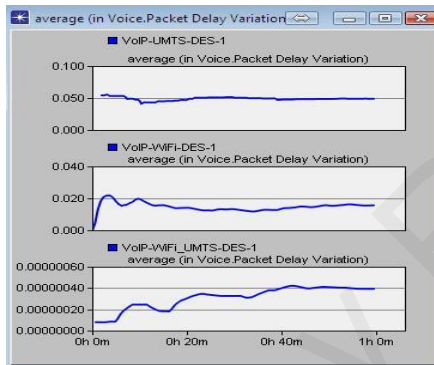 average (in Voice.Packet Delay Variation
VoIP-UMTS-DES-1
average (in Voice.Packet Delay Variation)
0.100
0.050
0.000
VoIP-WiFi-DES-1
average (in Voice.Packet Delay Variation)
0.040
0.020
0.000
VoIP-WiFi_UMTS-DES-1
average (in Voice.Packet Delay Variation)
0.00000060
0.00000040
0.00000020
0.00000000
0h 0m 0h 20m 0h 40m 1h 0m